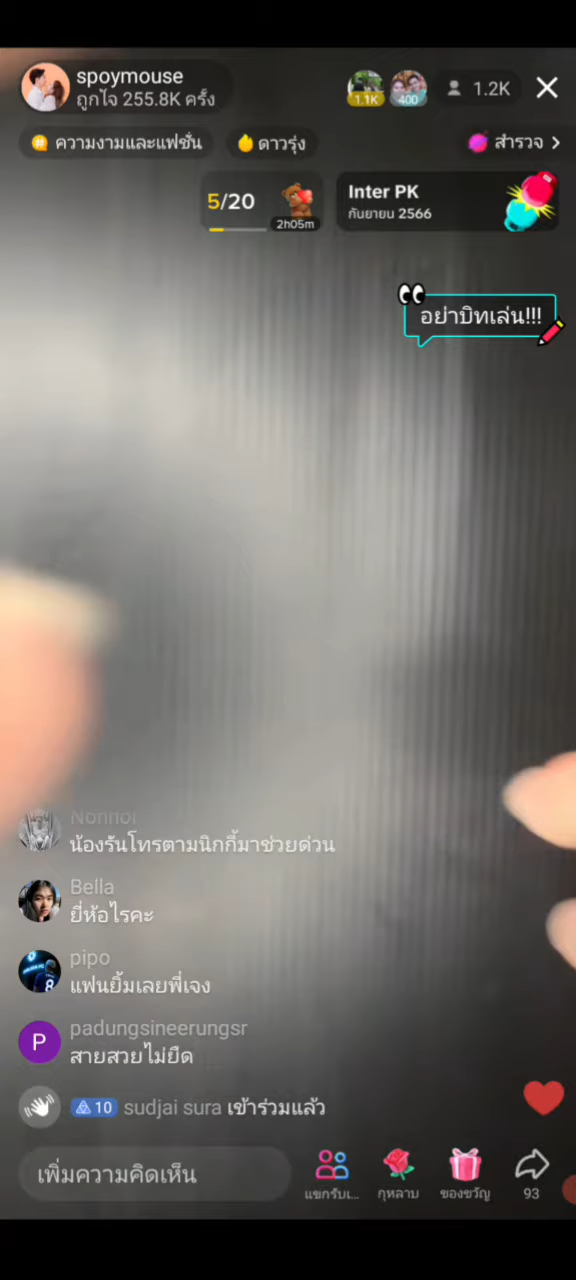 spoymouse
ถูกใจ 255.8K ครั้ง
1.1K
400
1.2K
ความงามและแฟชั่น
ดาวรุ่ง
สำรวจ
5/20
2h05m
Inter PK
กันยายน 2566
อย่าบิทเล่น!!!
Nonnoi
น้องรันโทรตามนิกกี้มาช่วยด่วน
Bella
ยี่ห้อไรคะ
pipo
แฟนยิ้มเลยพี่เจง
padungsineerungsr
P
สายสวยไม่ยืด
10 sudjai sura เข้าร่วมแล้ว
เพิ่มความคิดเห็น
แขกรับเ...
กุหลาบ
ของขวัญ
93